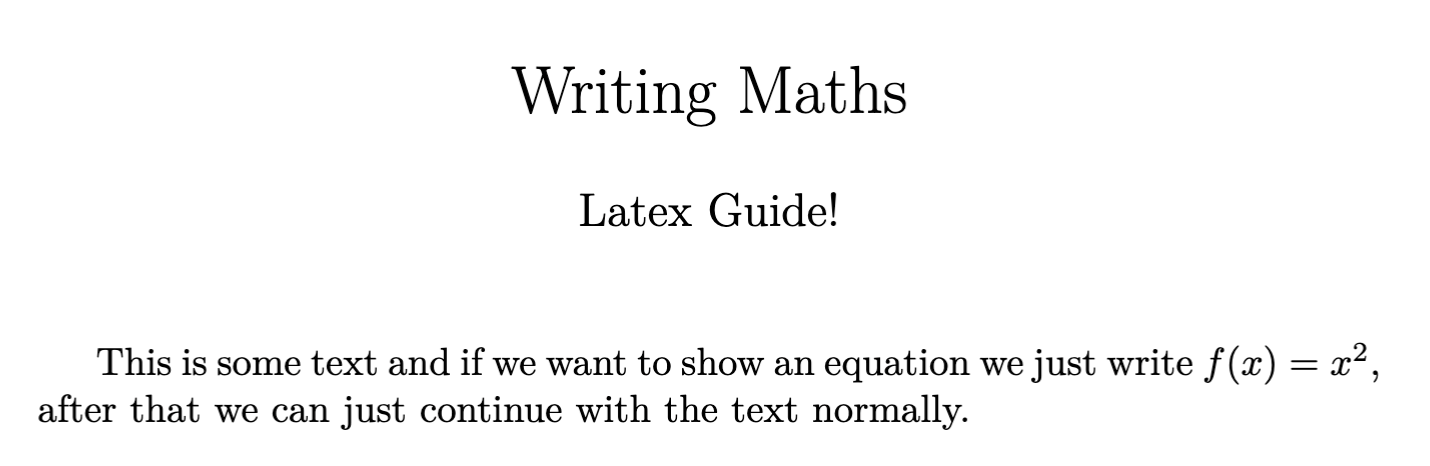 Writing Maths
Latex Guide!
This is some text and if we want to show an equation we just write f(x) = x²,
after that we can just continue with the text normally.